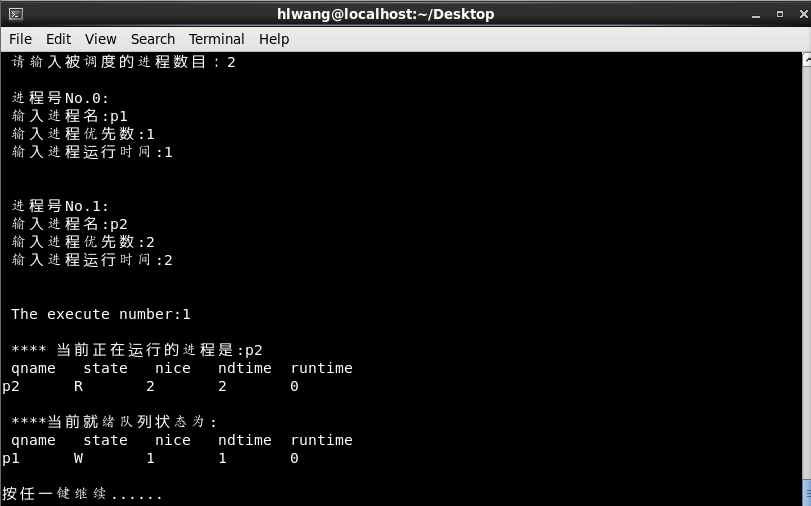 hlwang@localhost:~/Desktop
File Edit View Search Terminal Help
请输入被调度的进程数目：2
进程号No.0:
输入进程名:p1
输入进程优先数:1
输入进程运行时间:1
进程号No.1:
输入进程名:p2
输入进程优先数:2
输入进程运行时间:2
The execute number:1
**** 当前正在运行的进程是:p2
qname state nice ndtime runtime
p2 R 2 2 0
****当前就绪队列状态为:
qname state nice ndtime runtime
p1 W 1 1 0
按任一键继续......